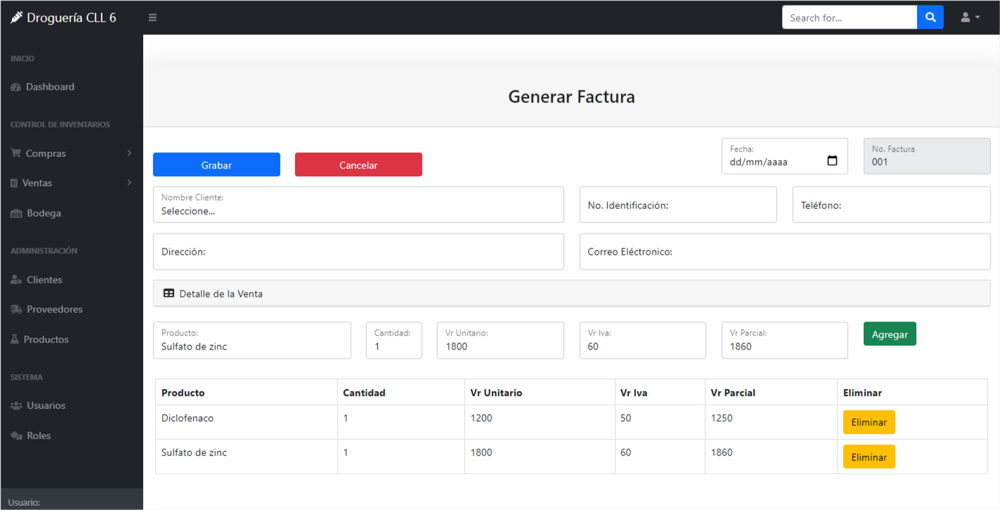 Droguería CLL 6
Search for...
INICIO
Dashboard
CONTROL DE INVENTARIOS
Compras
Ventas
Bodega
ADMINISTRACIÓN
Clientes
Proveedores
Productos
SISTEMA
Usuarios
Roles
Usuario:
Generar Factura
Grabar Cancelar
Fecha: No. Factura
dd/mm/aaaa 001
Nombre Cliente:
Seleccione...
No. Identificación: Teléfono:
Dirección: Correo Eléctronico:
Detalle de la Venta
Producto: Cantidad: Vr Unitario: Vr Iva: Vr Parcial:
Sulfato de zinc 1 1800 60 1860
Agregar
Producto Cantidad Vr Unitario Vr Iva Vr Parcial Eliminar
Diclofenaco 1 1200 50 1250 Eliminar
Sulfato de zinc 1 1800 60 1860 Eliminar